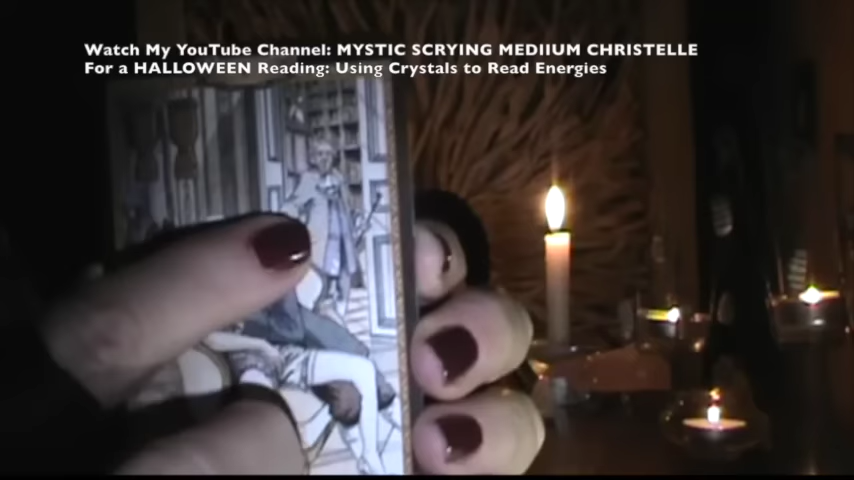 Watch My YouTube Channel: MYSTIC SCRYING MEDIIUM CHRISTELLE
For a HALLOWEEN Reading: Using Crystals to Read Energies